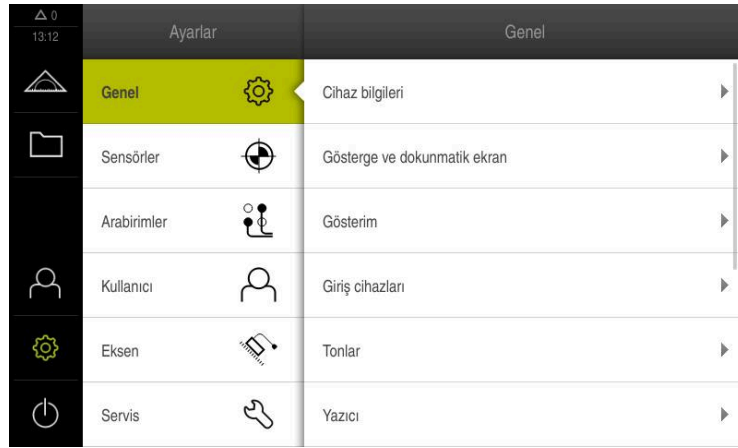 0
13:12
Ayarlar
Genel
Genel
Sensörler
Arabirimler
Kullanıcı
Eksen
Servis
Cihaz bilgileri
Gösterge ve dokunmatik ekran
Gösterim
Giriş cihazları
Tonlar
Yazıcı